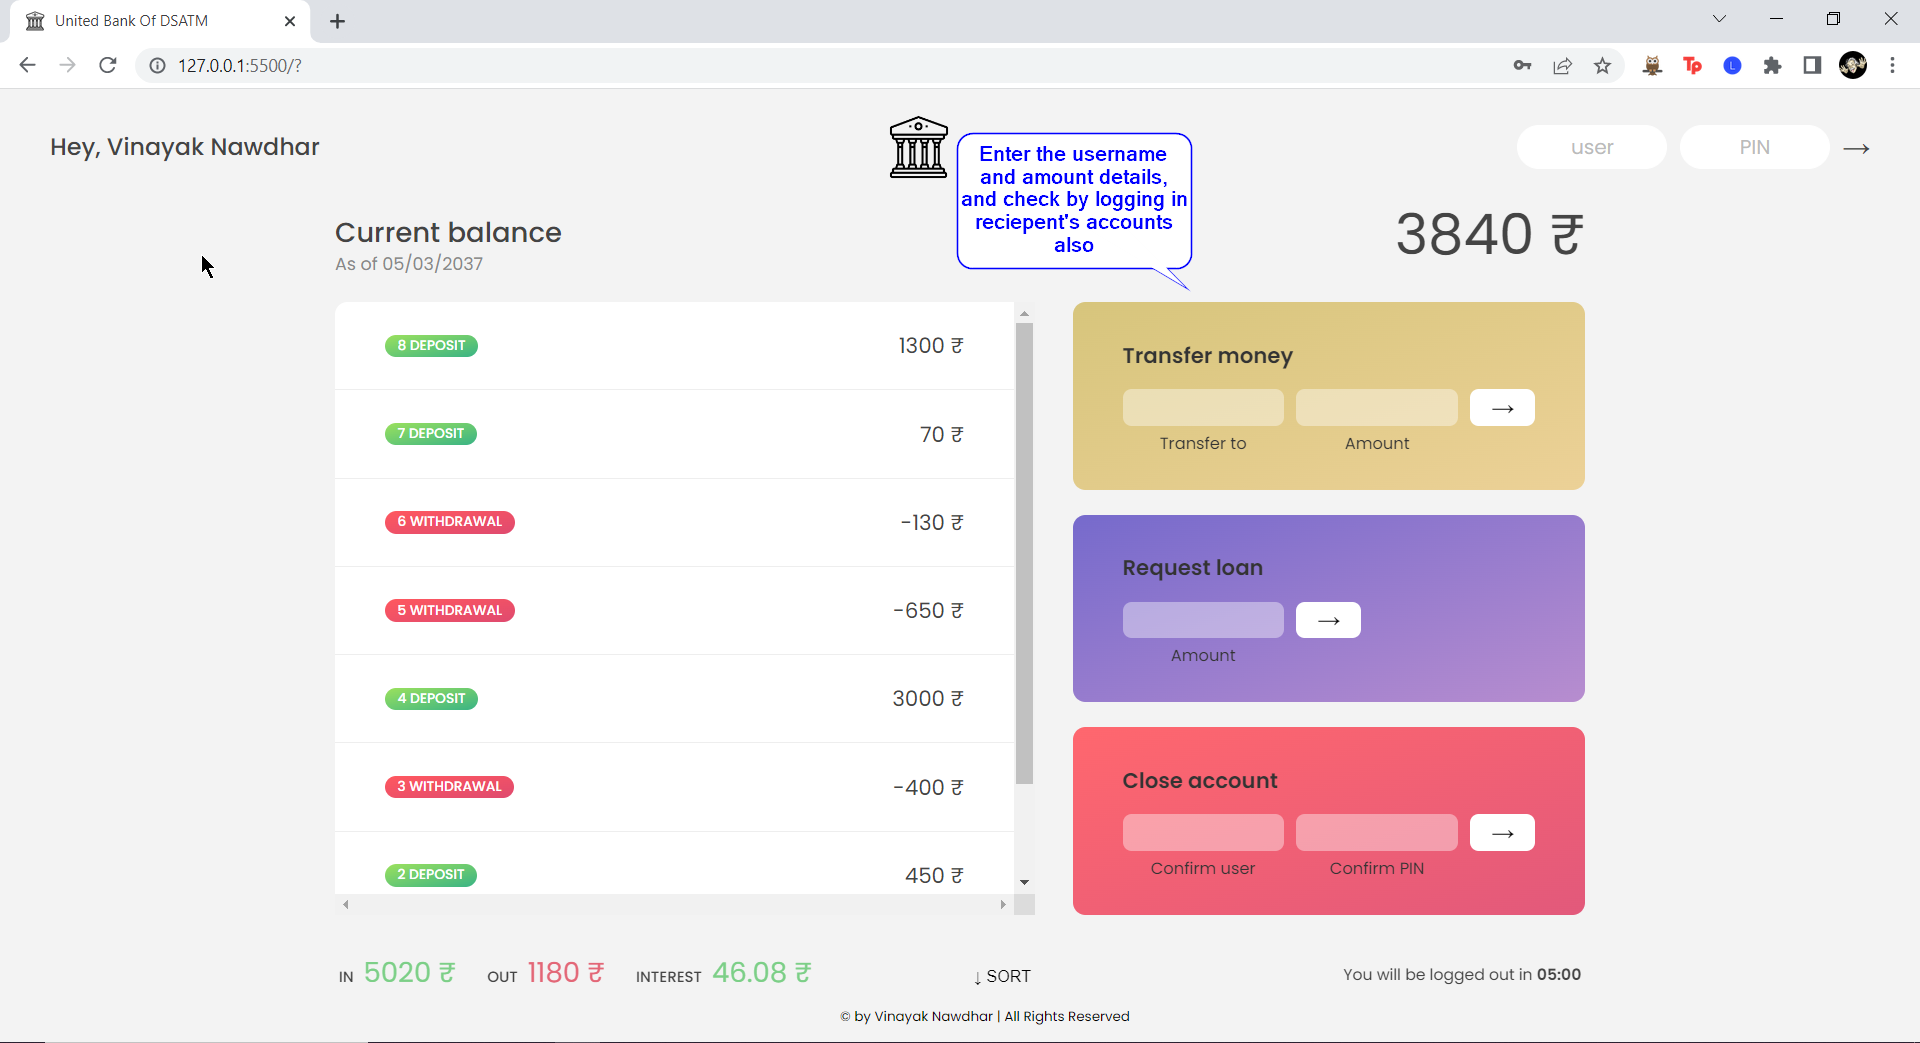 United Bank Of DSATM
127.0.0.1:5500/?
Hey, Vinayak Nawdhar
Enter the username
and amount details,
and check by logging in
reciepent's accounts
also
user
PIN
→
Current balance
As of 05/03/2037
3840 ₹
8 DEPOSIT
1300 ₹
7 DEPOSIT
70 ₹
6 WITHDRAWAL
-130 ₹
5 WITHDRAWAL
-650 ₹
4 DEPOSIT
3000 ₹
3 WITHDRAWAL
-400 ₹
2 DEPOSIT
450 ₹
Transfer money
→
Transfer to
Amount
Request loan
→
Amount
Close account
→
Confirm user
Confirm PIN
IN 5020 ₹ OUT 1180 ₹ INTEREST 46.08 ₹
↓ SORT
You will be logged out in 05:00
© by Vinayak Nawdhar | All Rights Reserved